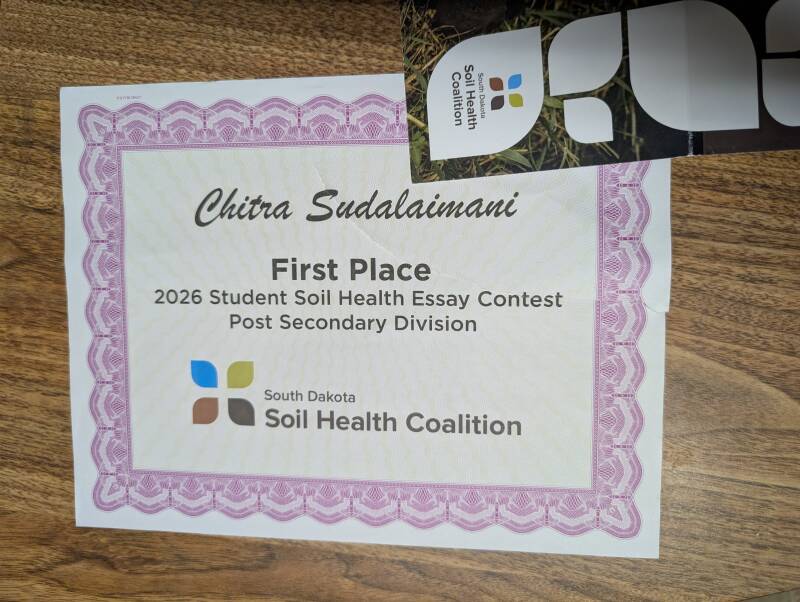 South Dakota
Soil Health
Coalition
Chitra Sudalaimani
First Place
2026 Student Soil Health Essay Contest
Post Secondary Division
South Dakota
Soil Health Coalition